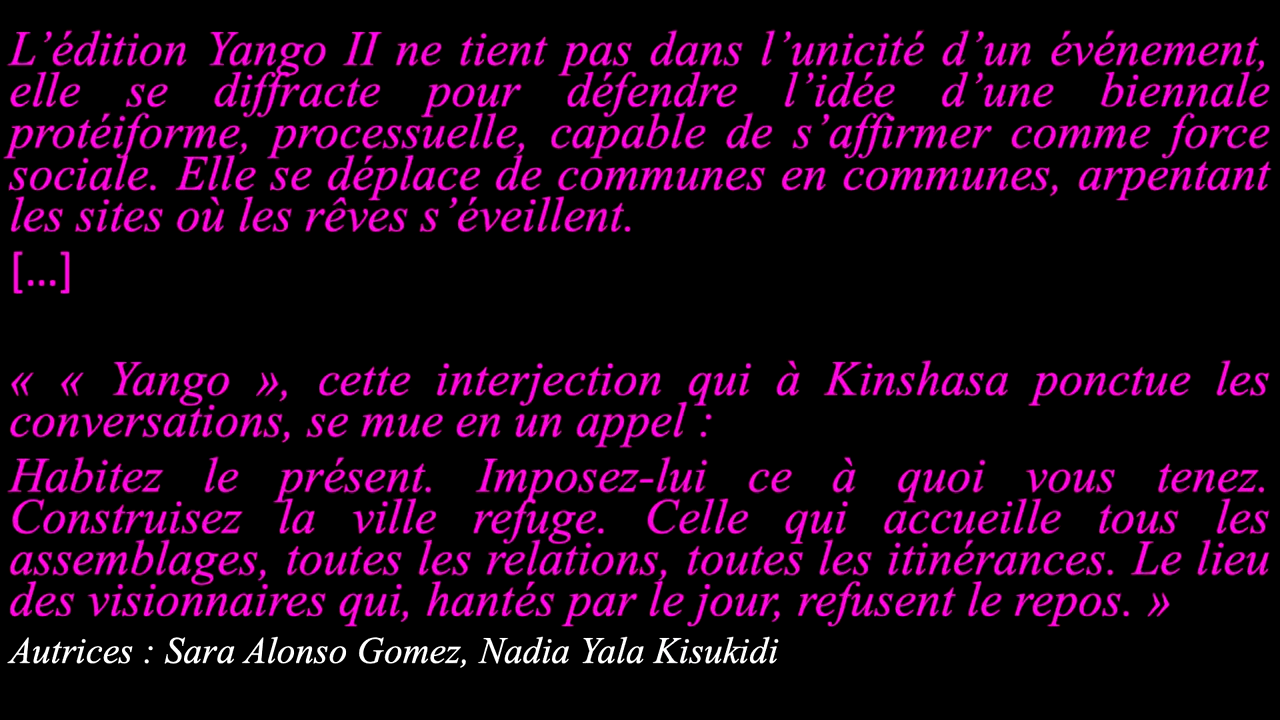 L’édition Yango II ne tient pas dans l’unicité d’un événement,
elle se diffracte pour défendre l’idée d’une biennale
protéiforme, processuelle, capable de s’affirmer comme force
sociale. Elle se déplace de communes en communes, arpentant
les sites où les rêves s’éveillent.
[...]
« « Yango », cette interjection qui à Kinshasa ponctue les
conversations, se mue en un appel :
Habitez le présent. Imposez-lui ce à quoi vous tenez.
Construisez la ville refuge. Celle qui accueille tous les
assemblages, toutes les relations, toutes les itinérances. Le lieu
des visionnaires qui, hantés par le jour, refusent le repos. »
Autrices : Sara Alonso Gomez, Nadia Yala Kisukidi